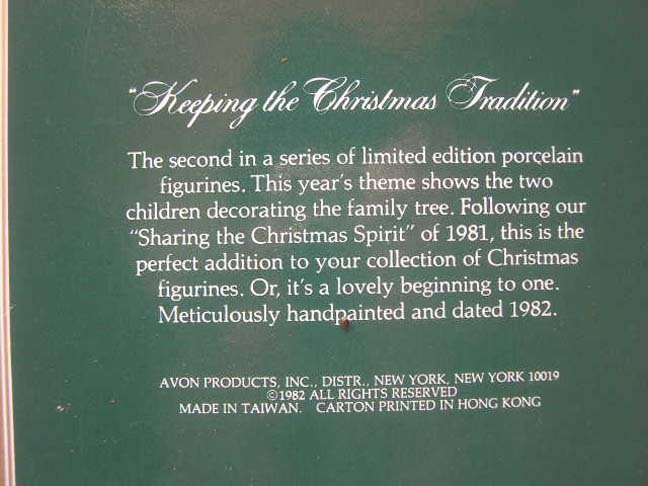 "Keeping the Christmas Tradition"
The second in a series of limited edition porcelain
figurines. This year's theme shows the two
children decorating the family tree. Following our
"Sharing the Christmas Spirit" of 1981, this is the
perfect addition to your collection of Christmas
figurines. Or, it's a lovely beginning to one.
Meticulously handpainted and dated 1982.
AVON PRODUCTS, INC., DISTR., NEW YORK, NEW YORK 10019
©1982 ALL RIGHTS RESERVED
MADE IN TAIWAN. CARTON PRINTED IN HONG KONG